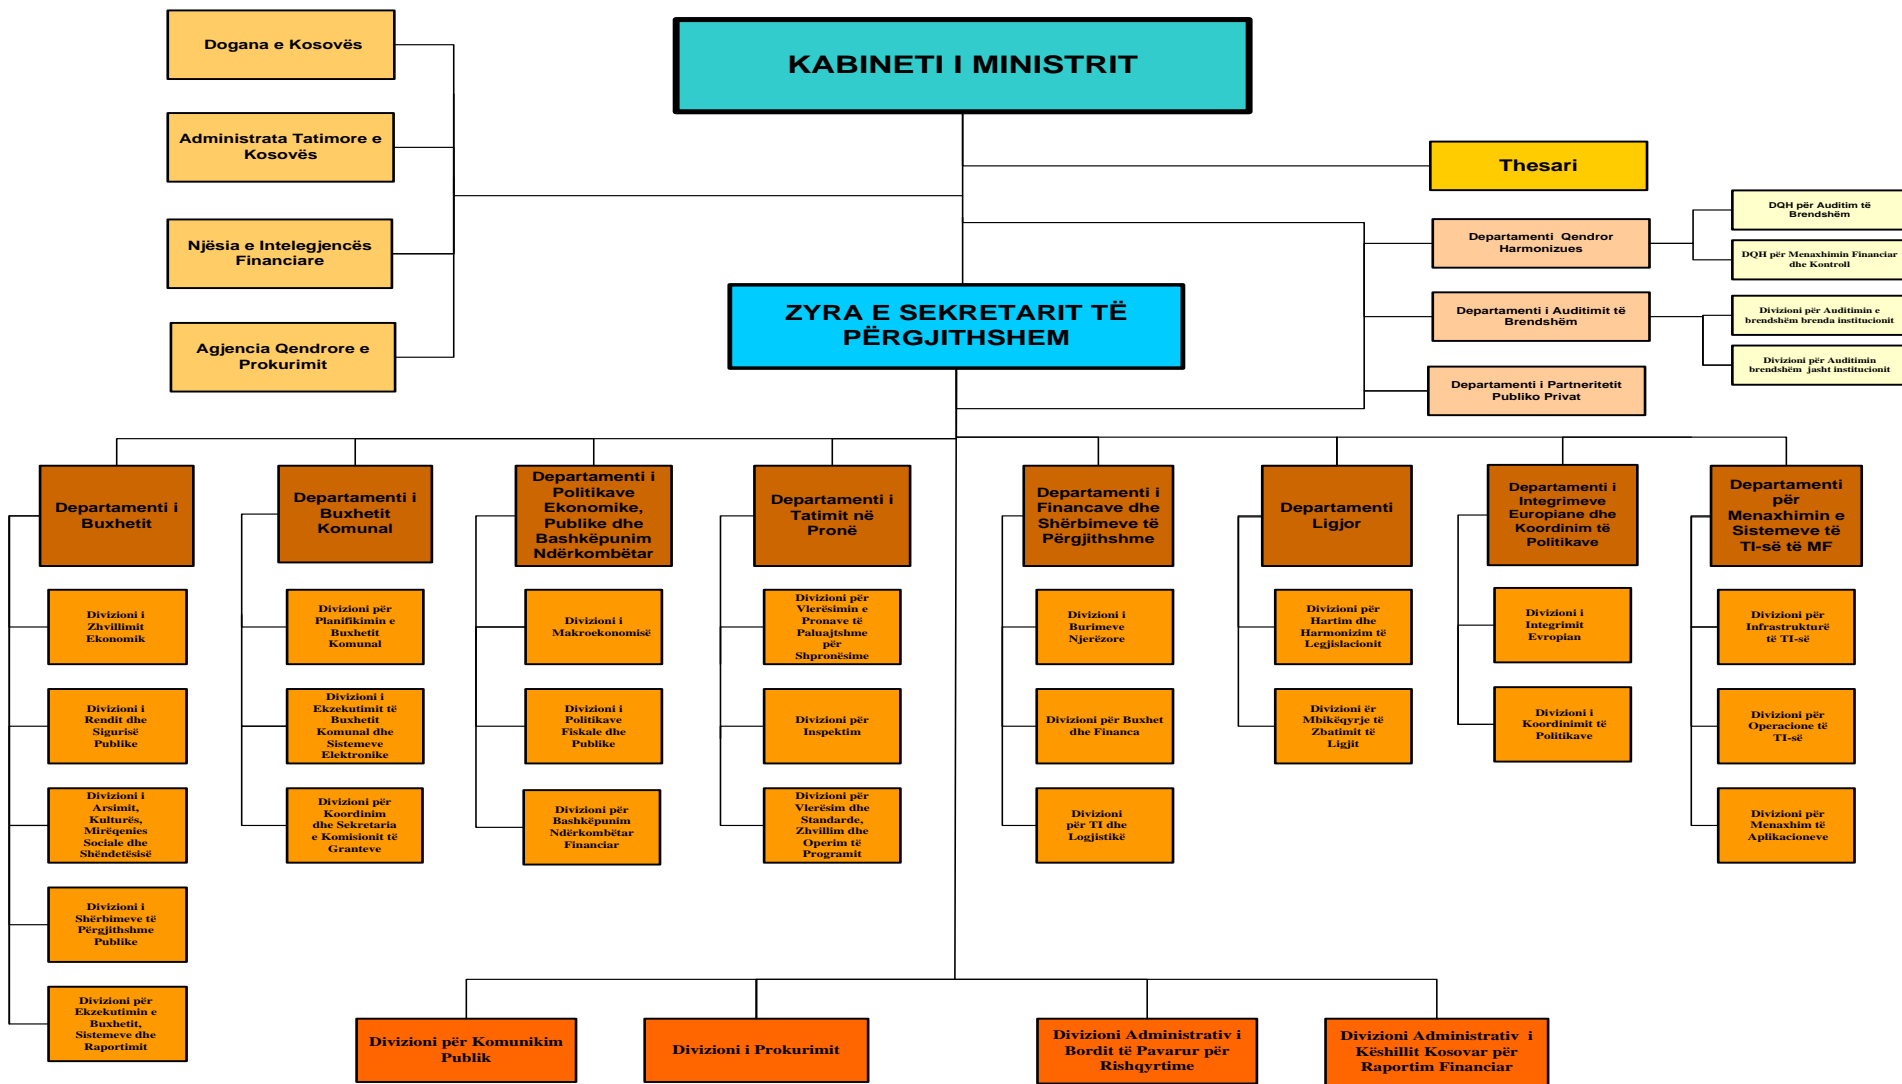 Dogana e Kosovës
Administrata Tatimore e
Kosovës
Njësia e Intelegjencës
Financiare
Agjencia Qendrore e
Prokurimit
KABINETI I MINISTRIT
ZYRA E SEKRETARIT TË
PËRGJITHSHEM
Thesari
Departamenti Qendror
Harmonizues
DQH për Auditim të
Brendshëm
DQH për Menaxhimin Financiar
dhe Kontroll
Departamenti i Auditimit të
Brendshëm
Divizioni për Auditimin e
brendshëm brenda institucionit
Divizioni për Auditimin
brendshëm jasht institucionit
Departamenti i Partneritetit
Publiko Privat
Departamenti i
Buxhetit
Divizioni i
Zhvillimit
Ekonomik
Divizioni i
Rendit dhe
Sigurisë
Publike
Divizioni i
Arsimit,
Kulturës,
Mirëqenies
Sociale dhe
Shëndetësisë
Divizioni i
Shërbimeve të
Përgjithshme
Publike
Divizioni për
Ekzekutimin e
Buxhetit,
Sistemeve dhe
Raportimit
Departamenti i
Buxhetit
Komunal
Divizioni për
Planifikimin e
Buxhetit
Komunal
Divizioni i
Ekzekutimit të
Buxhetit
Komunal dhe
Sistemeve
Elektronike
Divizioni për
Koordinim
dhe Sekretaria
e Komisionit të
Granteve
Departamenti i
Politikave
Ekonomike,
Publike dhe
Bashkëpunim
Ndërkombëtar
Divizioni i
Makroekonomisë
Divizioni i
Politikave
Fiskale dhe
Publike
Divizioni për
Bashkëpunim
Ndërkombëtar
Financiar
Departamenti i
Tatimit në
Pronë
Divizioni për
Vlerësimin e
Pronave të
Paluajtshme
për
Shpronësime
Divizioni për
Inspektim
Divizioni për
Vlerësim dhe
Standarde,
Zhvillim dhe
Operim të
Programit
Departamenti i
Financave dhe
Shërbimeve të
Përgjithshme
Divizioni i
Burimeve
Njerëzore
Divizioni për Buxhet
dhe Financa
Divizioni
për TI dhe
Logjistikë
Departamenti
Ligjor
Divizioni për
Hartim dhe
Harmonizim të
Legjislacionit
Divizioni ër
Mbikëqyrje të
Zbatimit të
Ligjit
Departamenti i
Integrimeve
Europiane dhe
Koordinim të
Politikave
Divizioni i
Integrimit
Evropian
Divizioni i
Koordinimit të
Politikave
Departamenti
për
Menaxhimin e
Sistemeve të
TI-së të MF
Divizioni për
Infrastrukturë
të TI-së
Divizioni për
Operacione të
TI-së
Divizioni për
Menaxhim të
Aplikacioneve
Divizioni për Komunikim
Publik
Divizioni i Prokurimit
Divizioni Administrativ i
Bordit të Pavarur për
Rishqyrtime
Divizioni Administrativ i
Këshillit Kosovar për
Raportim Financiar